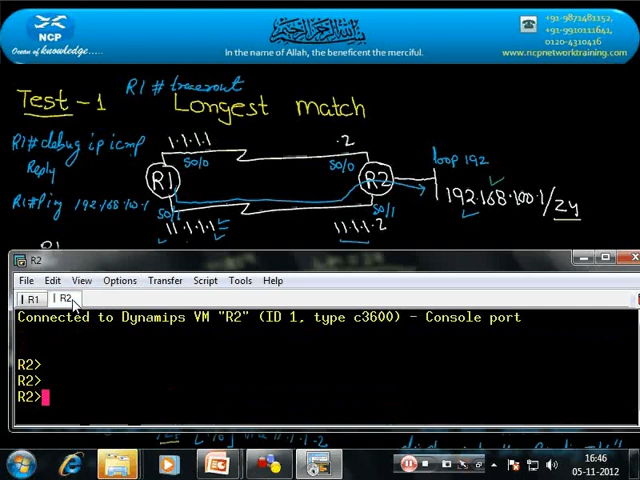 NCP
Ocean of knowledge...
In the name of Allah, the beneficent the merciful.
+91-9871481152,
+91-9910111641,
0120-4310416
www.ncpnetworktraining.com
R1 # traceroute
Test-1 Longest match
R1#debug ip icmp
Reply
R1#Ping 192.168.100.1
1.1.1.1
.2
S0/0
S0/0
R1
R2
loop 192
192.168.100.1/24
S0/1
S0/1
11.1.1.1
11.1.1.2
R1
R2
File Edit View Options Transfer Script Tools Help
R1 R2
Connected to Dynamips VM "R2" (ID 1, type c3600) - Console port
R2>
R2>
R2>
16:46
05-11-2012